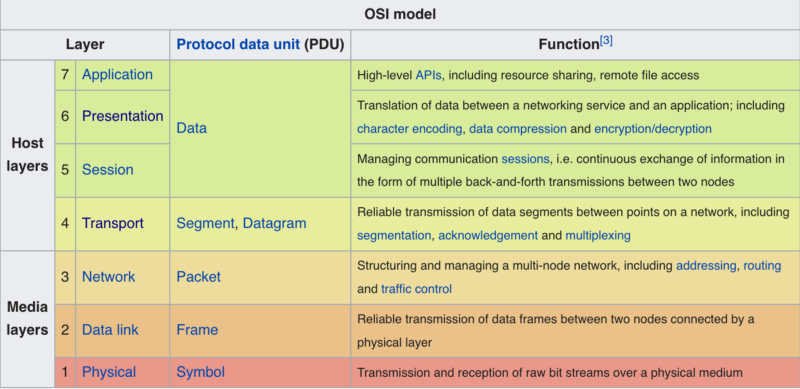 OSI model
Layer Protocol data unit (PDU) Function[3]
Host layers
7 Application
Data
High-level APIs, including resource sharing, remote file access
6 Presentation
Translation of data between a networking service and an application; including
character encoding, data compression and encryption/decryption
5 Session
Managing communication sessions, i.e. continuous exchange of information in
the form of multiple back-and-forth transmissions between two nodes
4 Transport
Segment, Datagram
Reliable transmission of data segments between points on a network, including
segmentation, acknowledgement and multiplexing
Media layers
3 Network
Packet
Structuring and managing a multi-node network, including addressing, routing
and traffic control
2 Data link
Frame
Reliable transmission of data frames between two nodes connected by a
physical layer
1 Physical
Symbol
Transmission and reception of raw bit streams over a physical medium